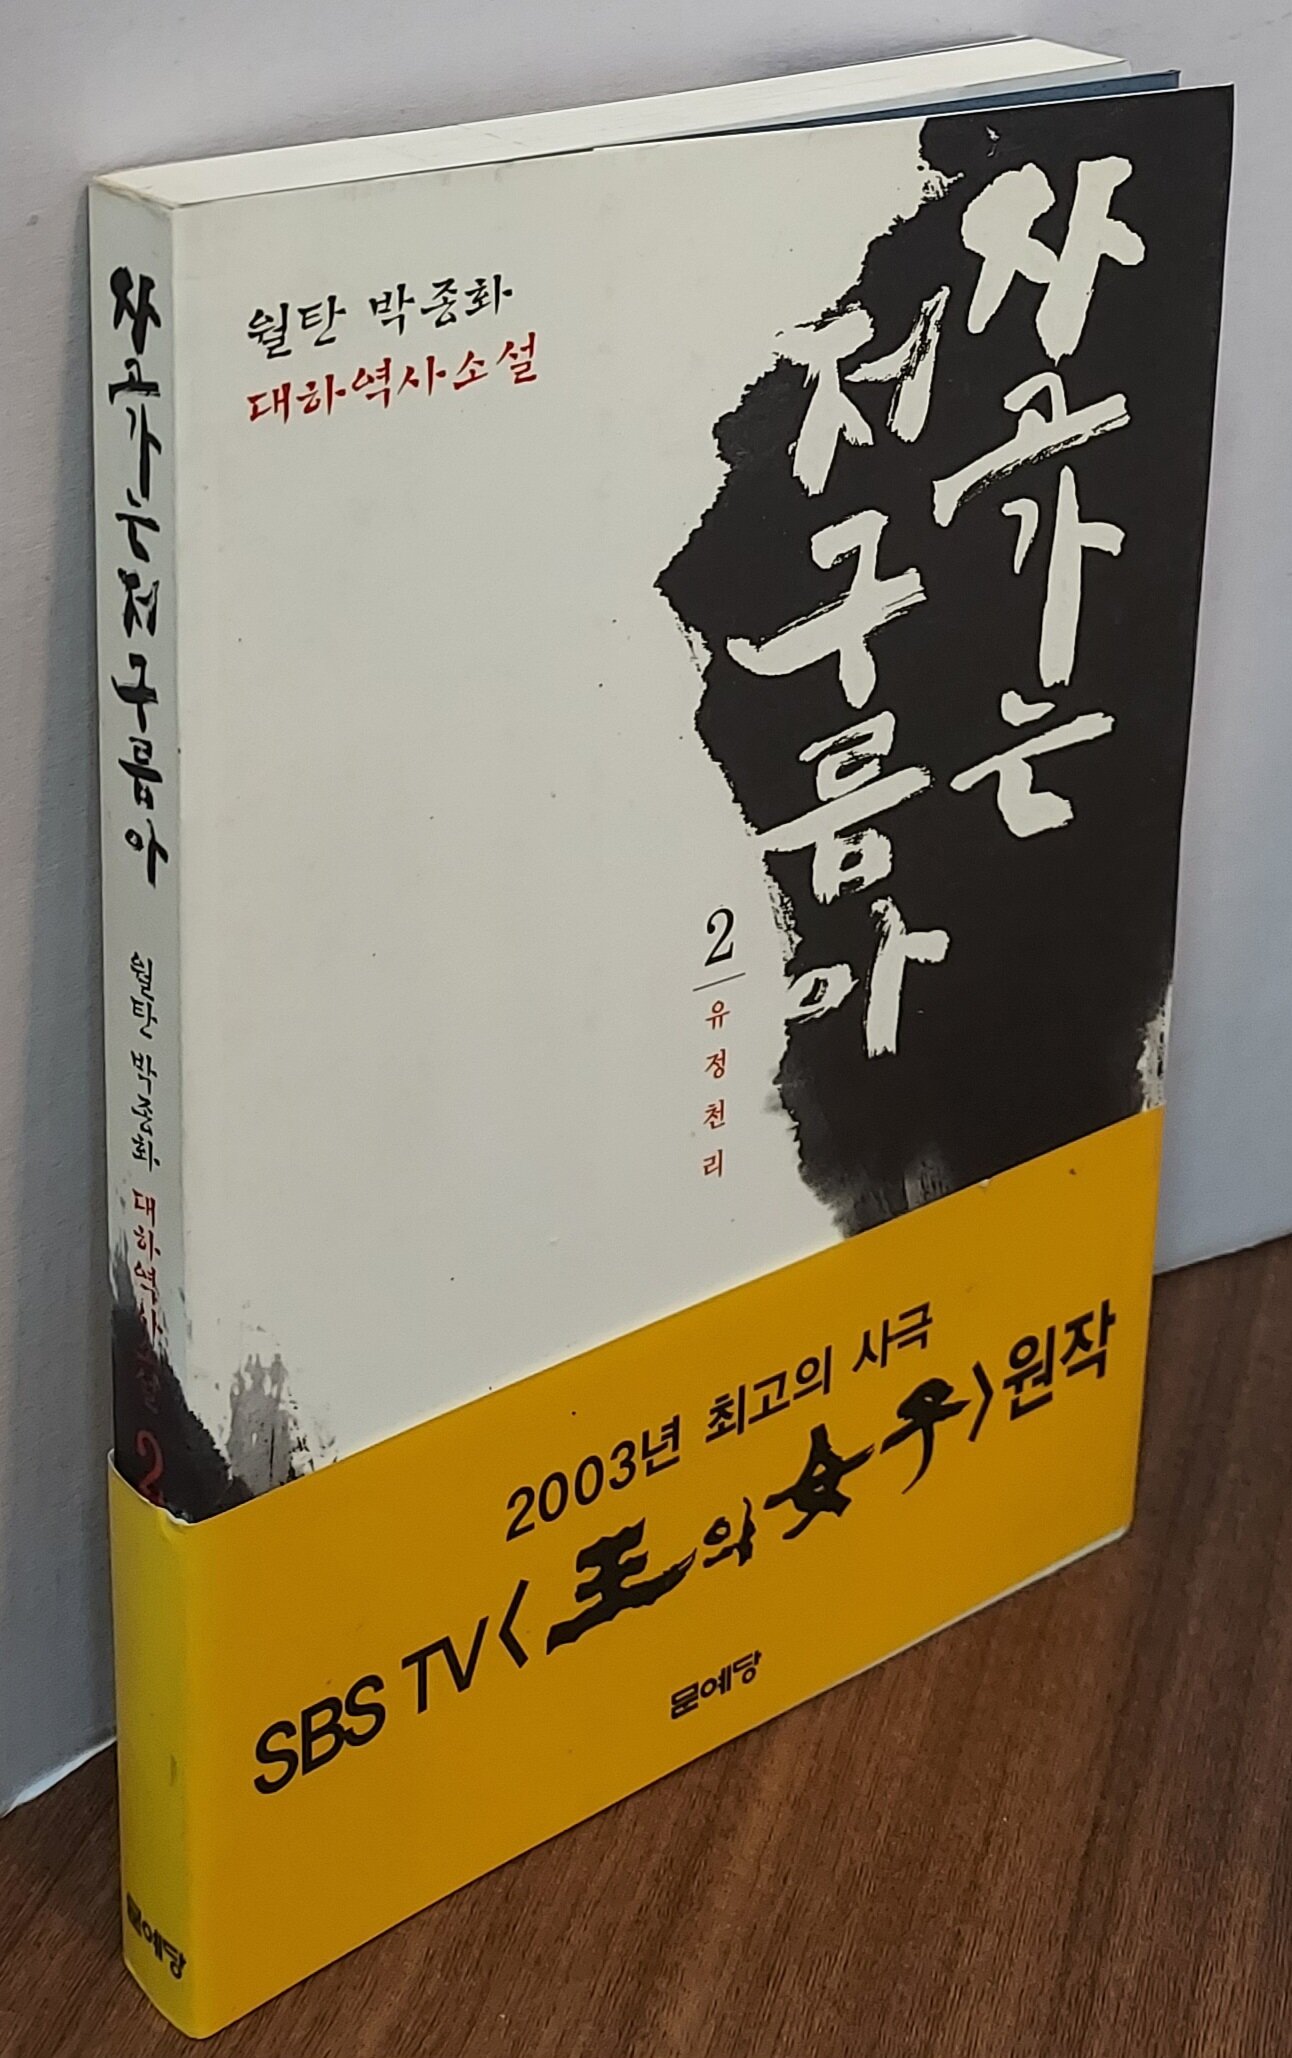 자고가는저구름아
월탄 박종화
대하역사소설
2
문예당
월탄 박종화
대하역사소설
자고가는
저구름아
2
유정천리
2003년 최고의 사극
SBS TV〈王의女子〉원작
문예당